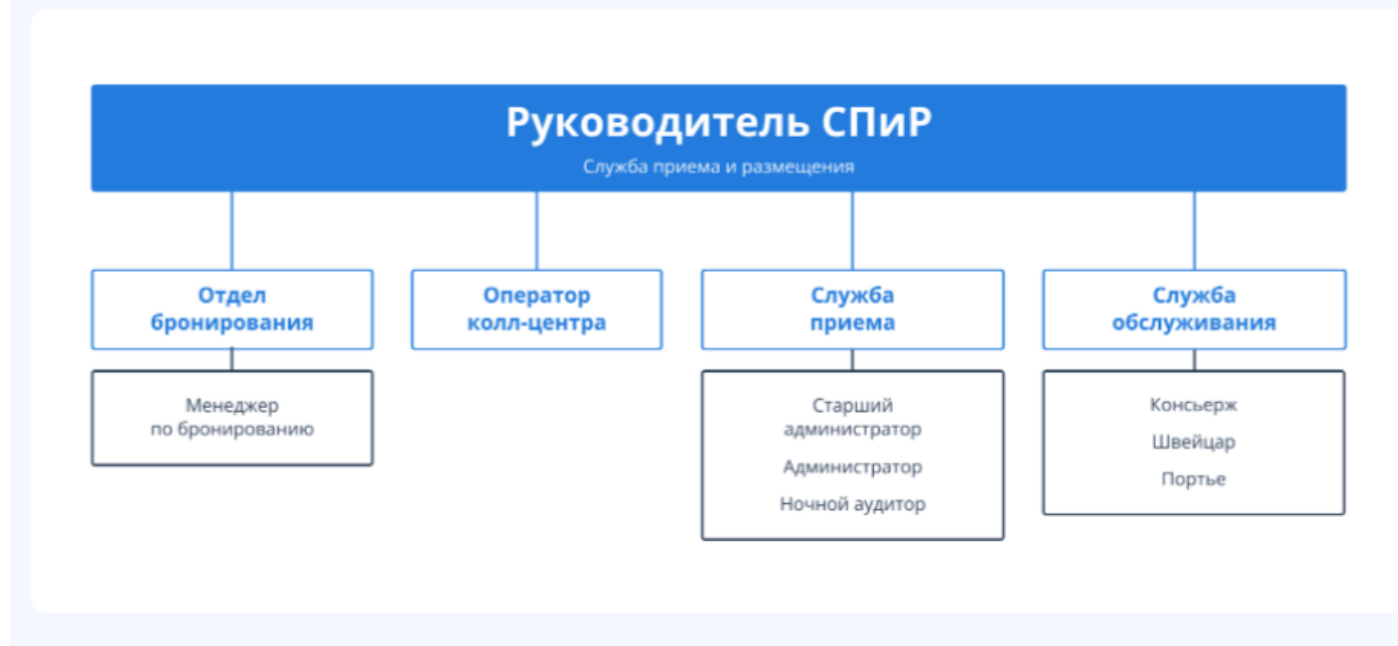 Руководитель СПиР
Служба приема и размещения
Отдел
бронирования
Оператор
колл-центра
Служба
приема
Служба
обслуживания
Менеджер
по бронированию
Старший
администратор
Администратор
Ночной аудитор
Консьерж
Швейцар
Портье